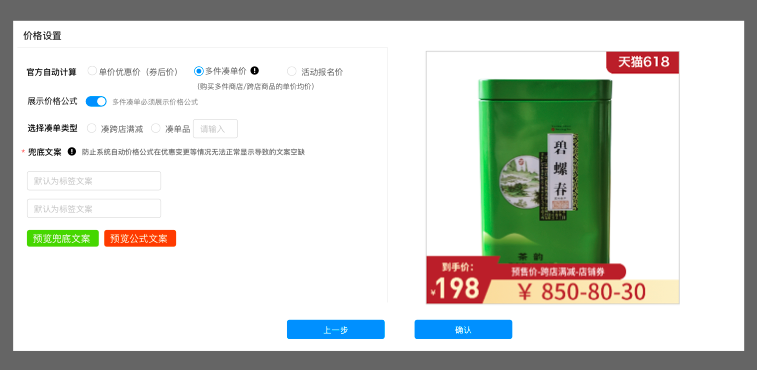 价格设置
官方自动计算 单价优惠价（券后价） 多件凑单价 活动报名价
(购买多件商店/跨店商品的单价均价)
展示价格公式 多件凑单必须展示价格公式
选择凑单类型 凑跨店满减 凑单品 请输入
* 兜底文案 防止系统自动价格公式在优惠变更等情况无法正常显示导致的文案空缺
默认为标签文案
默认为标签文案
预览兜底文案 预览公式文案
天猫618
碧螺春
茶韵
到手价：
¥198
预售价-跨店满减-店铺券
¥ 850-80-30
上一步 确认